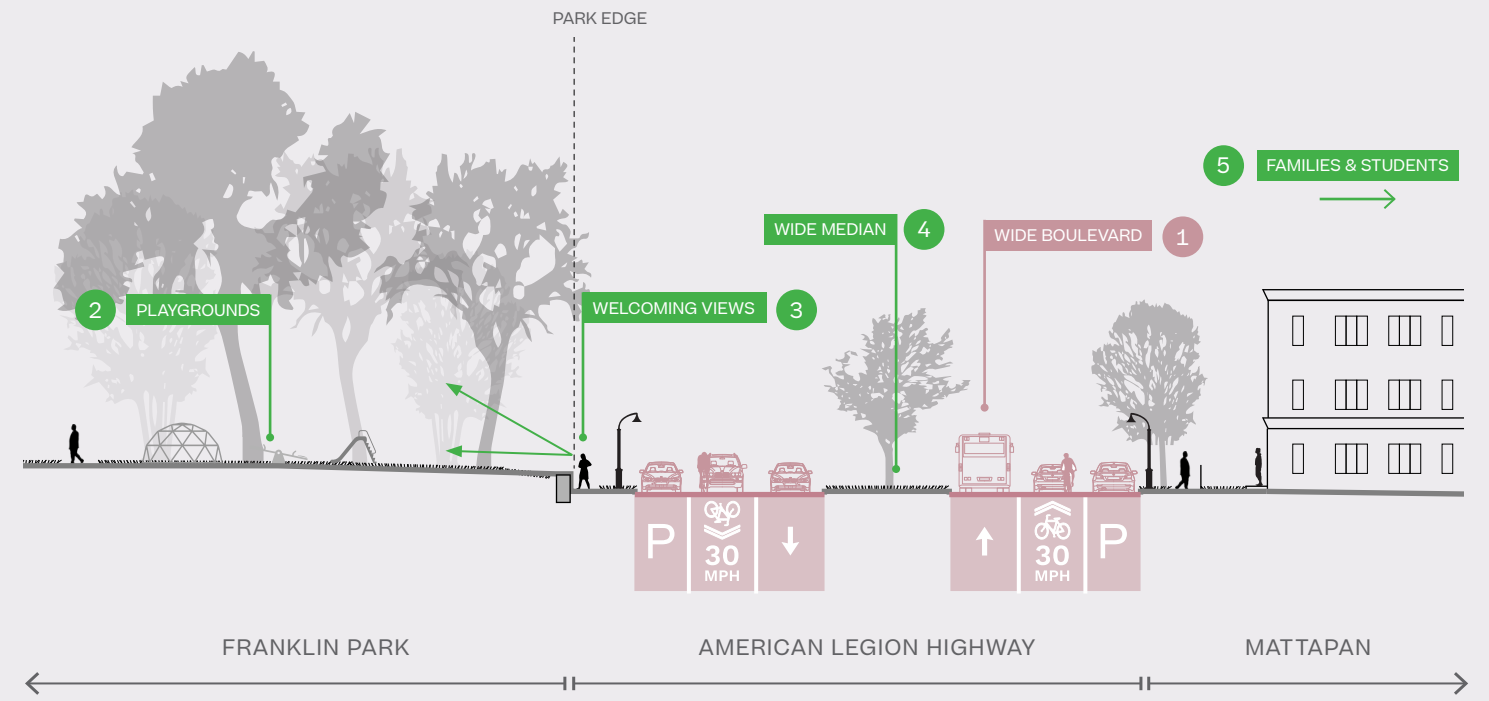 PARK EDGE
5 FAMILIES & STUDENTS
WIDE MEDIAN 4
WIDE BOULEVARD 1
2 PLAYGROUNDS
WELCOMING VIEWS 3
P
30
MPH
30
MPH
P
FRANKLIN PARK
AMERICAN LEGION HIGHWAY
MATTAPAN